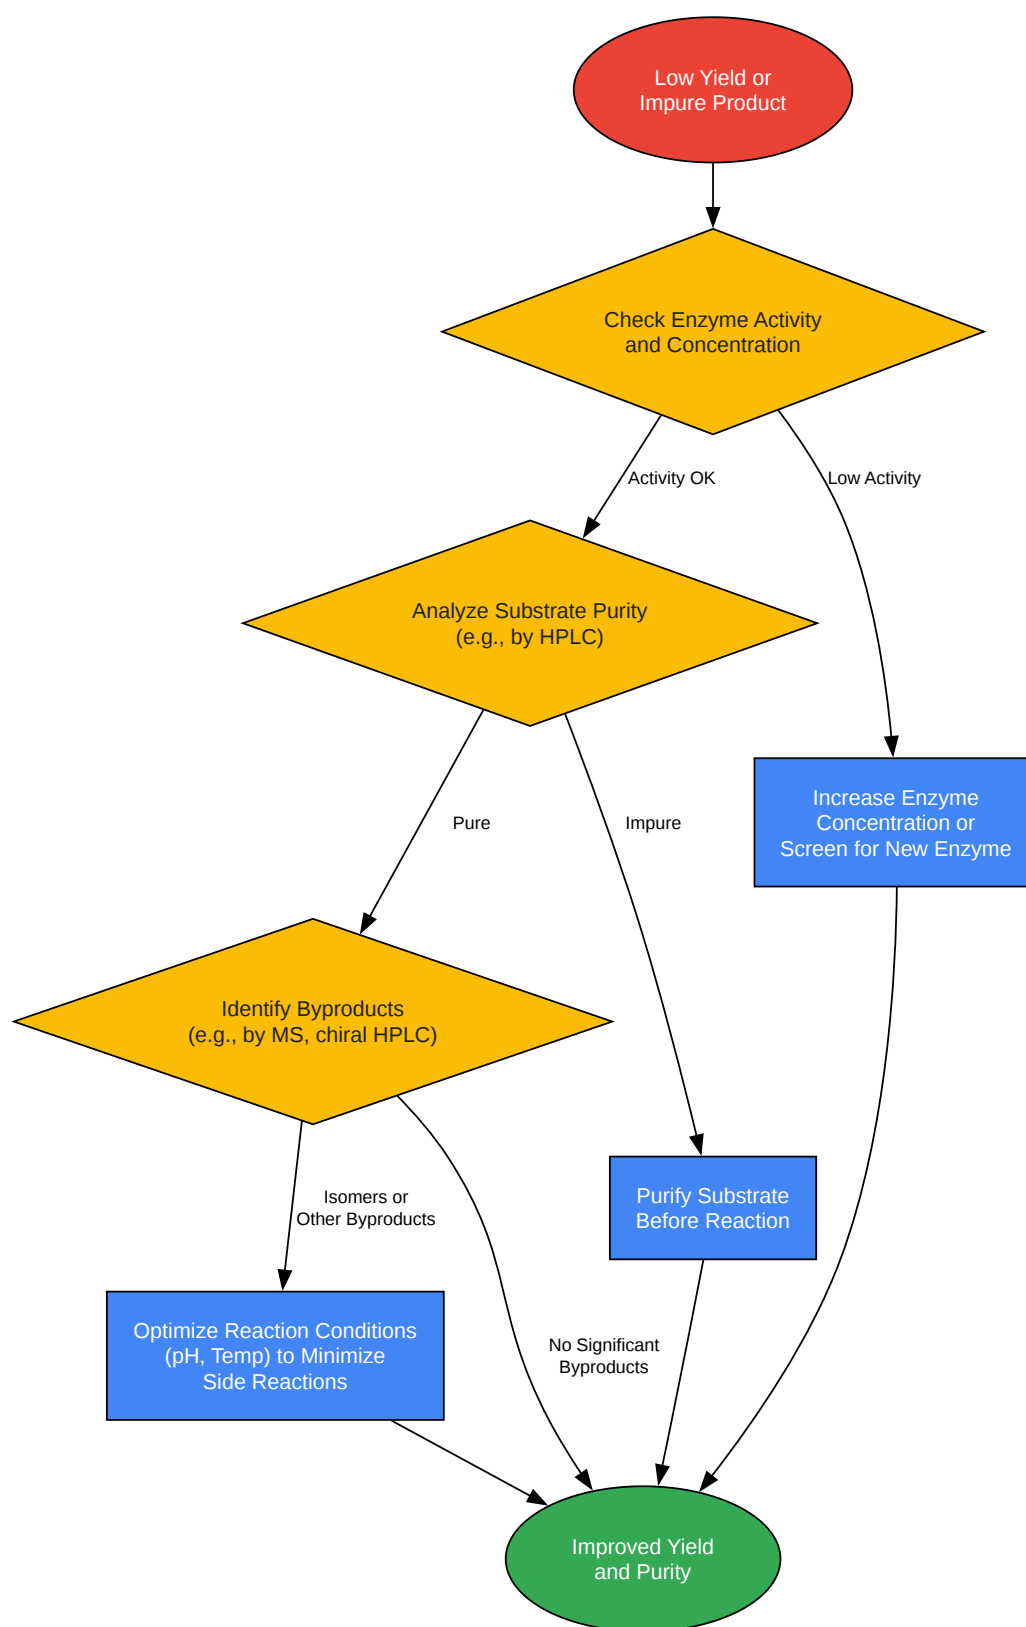 Low Yield or
Impure Product
Check Enzyme Activity
and Concentration
Activity OK
Low Activity
Analyze Substrate Purity
(e.g., by HPLC)
Increase Enzyme
Concentration or
Screen for New Enzyme
Pure
Impure
Identify Byproducts
(e.g., by MS, chiral HPLC)
Isomers or
Other Byproducts
Purify Substrate
Before Reaction
Optimize Reaction Conditions
(pH, Temp) to Minimize
Side Reactions
No Significant
Byproducts
Improved Yield
and Purity